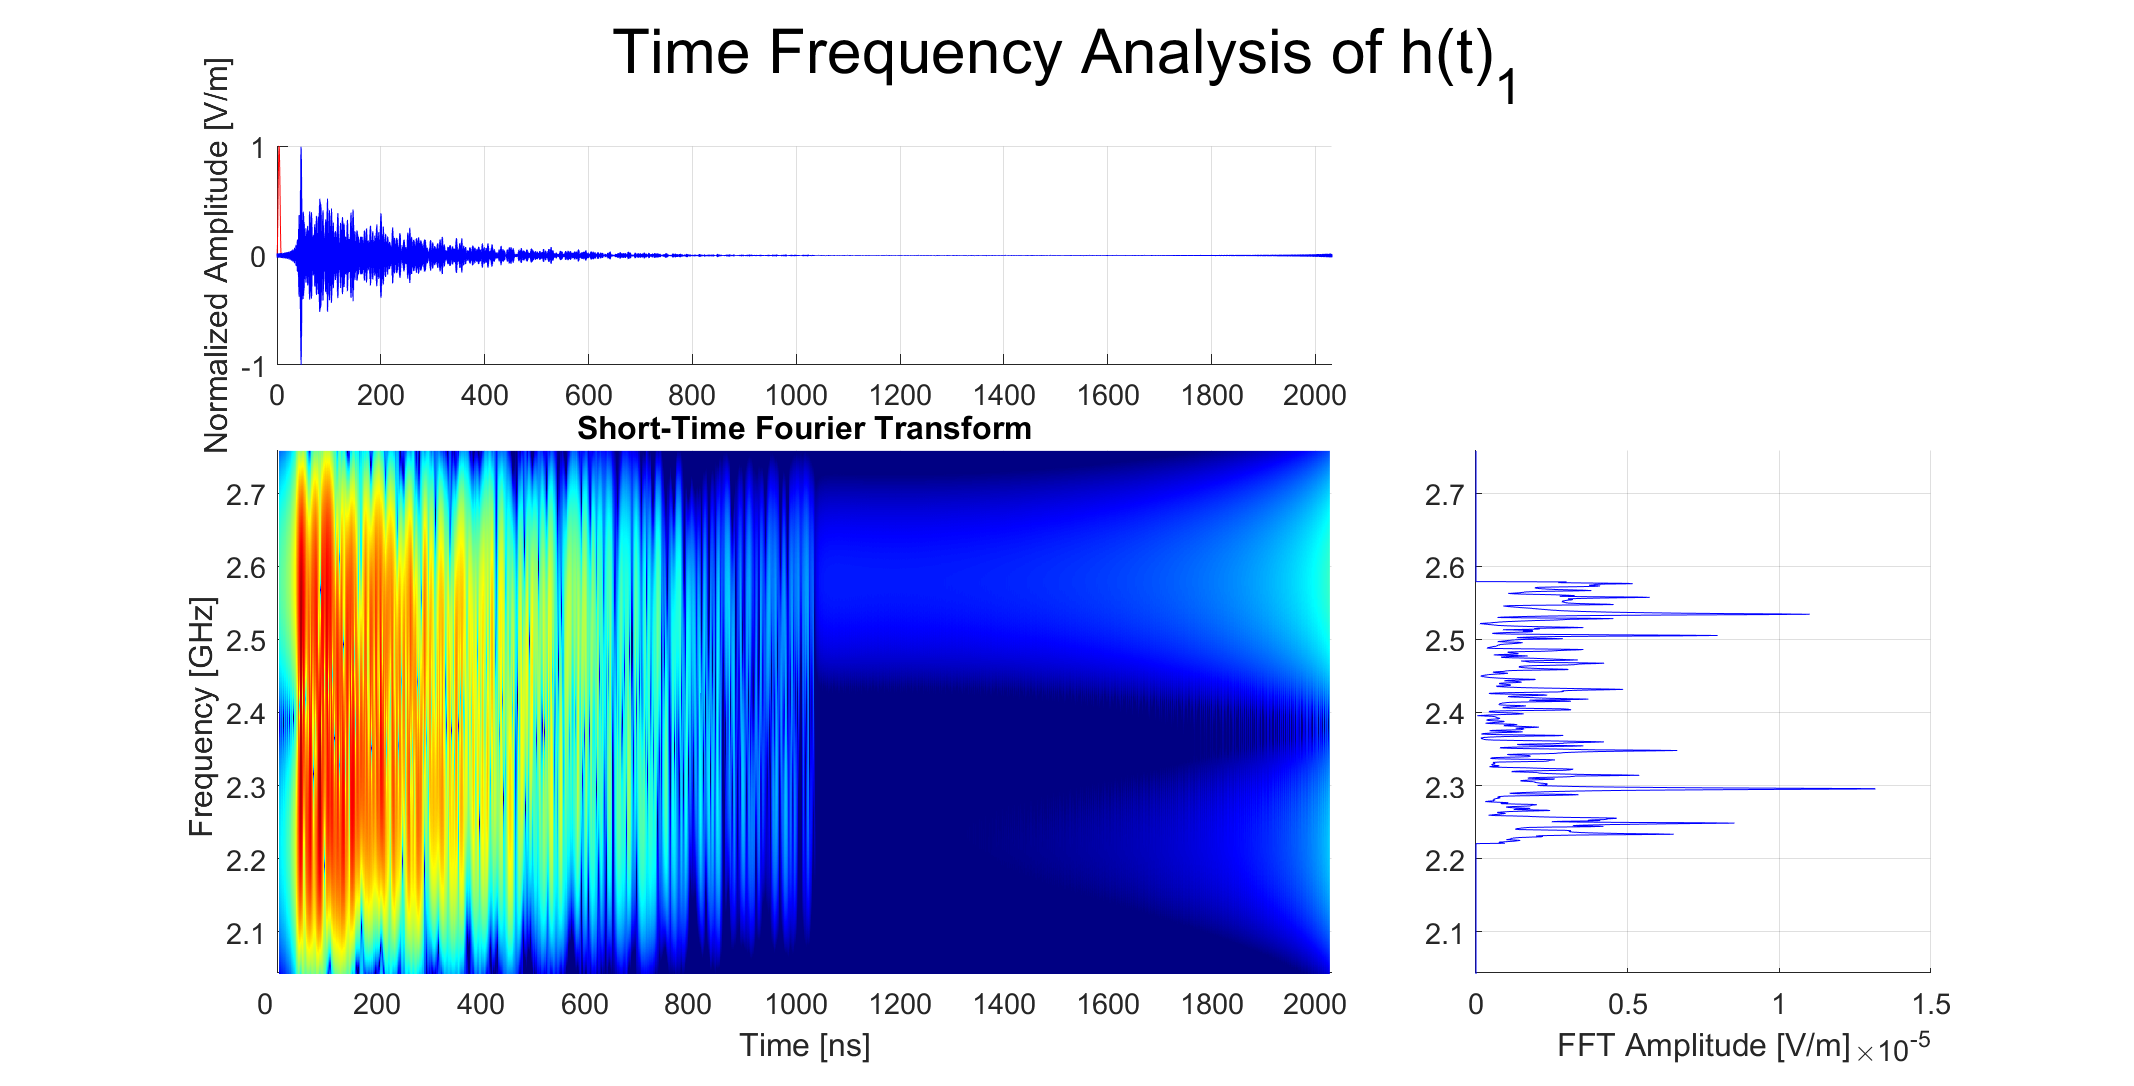 Time Frequency Analysis of h(t)1
Normalized Amplitude [V/m]
1
0
-1
0 200 400 600 800 1000 1200 1400 1600 1800 2000
Short-Time Fourier Transform
Frequency [GHz]
2.7
2.6
2.5
2.4
2.3
2.2
2.1
0 200 400 600 800 1000 1200 1400 1600 1800 2000
Time [ns]
2.7
2.6
2.5
2.4
2.3
2.2
2.1
0 0.5 1 1.5
FFT Amplitude [V/m] ×10-5